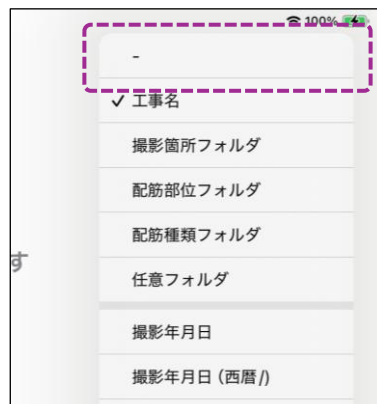 100%
-
✓ 工事名
撮影箇所フォルダ
配筋部位フォルダ
配筋種類フォルダ
す
任意フォルダ
撮影年月日
撮影年月日（西暦/）